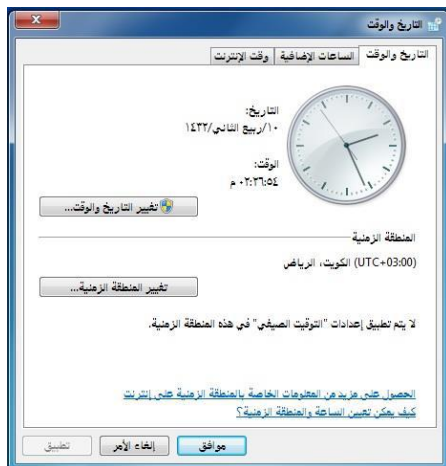 التاريخ والوقت
التاريخ والوقت
الساعات الإضافية
وقت الإنترنت
التاريخ:
١٠/ربيع الثاني/١٤٣٢
الوقت:
٠٢:٢٦:٥٤ م
تغيير التاريخ والوقت...
المنطقة الزمنية
(UTC+03:00) الكويت، الرياض
تغيير المنطقة الزمنية...
لا يتم تطبيق إعدادات "التوقيت الصيفي" في هذه المنطقة الزمنية.
الحصول على مزيد من المعلومات الخاصة بالمنطقة الزمنية على إنترنت
كيف يمكن تعيين الساعة والمنطقة الزمنية؟
موافق
إلغاء الأمر
تطبيق